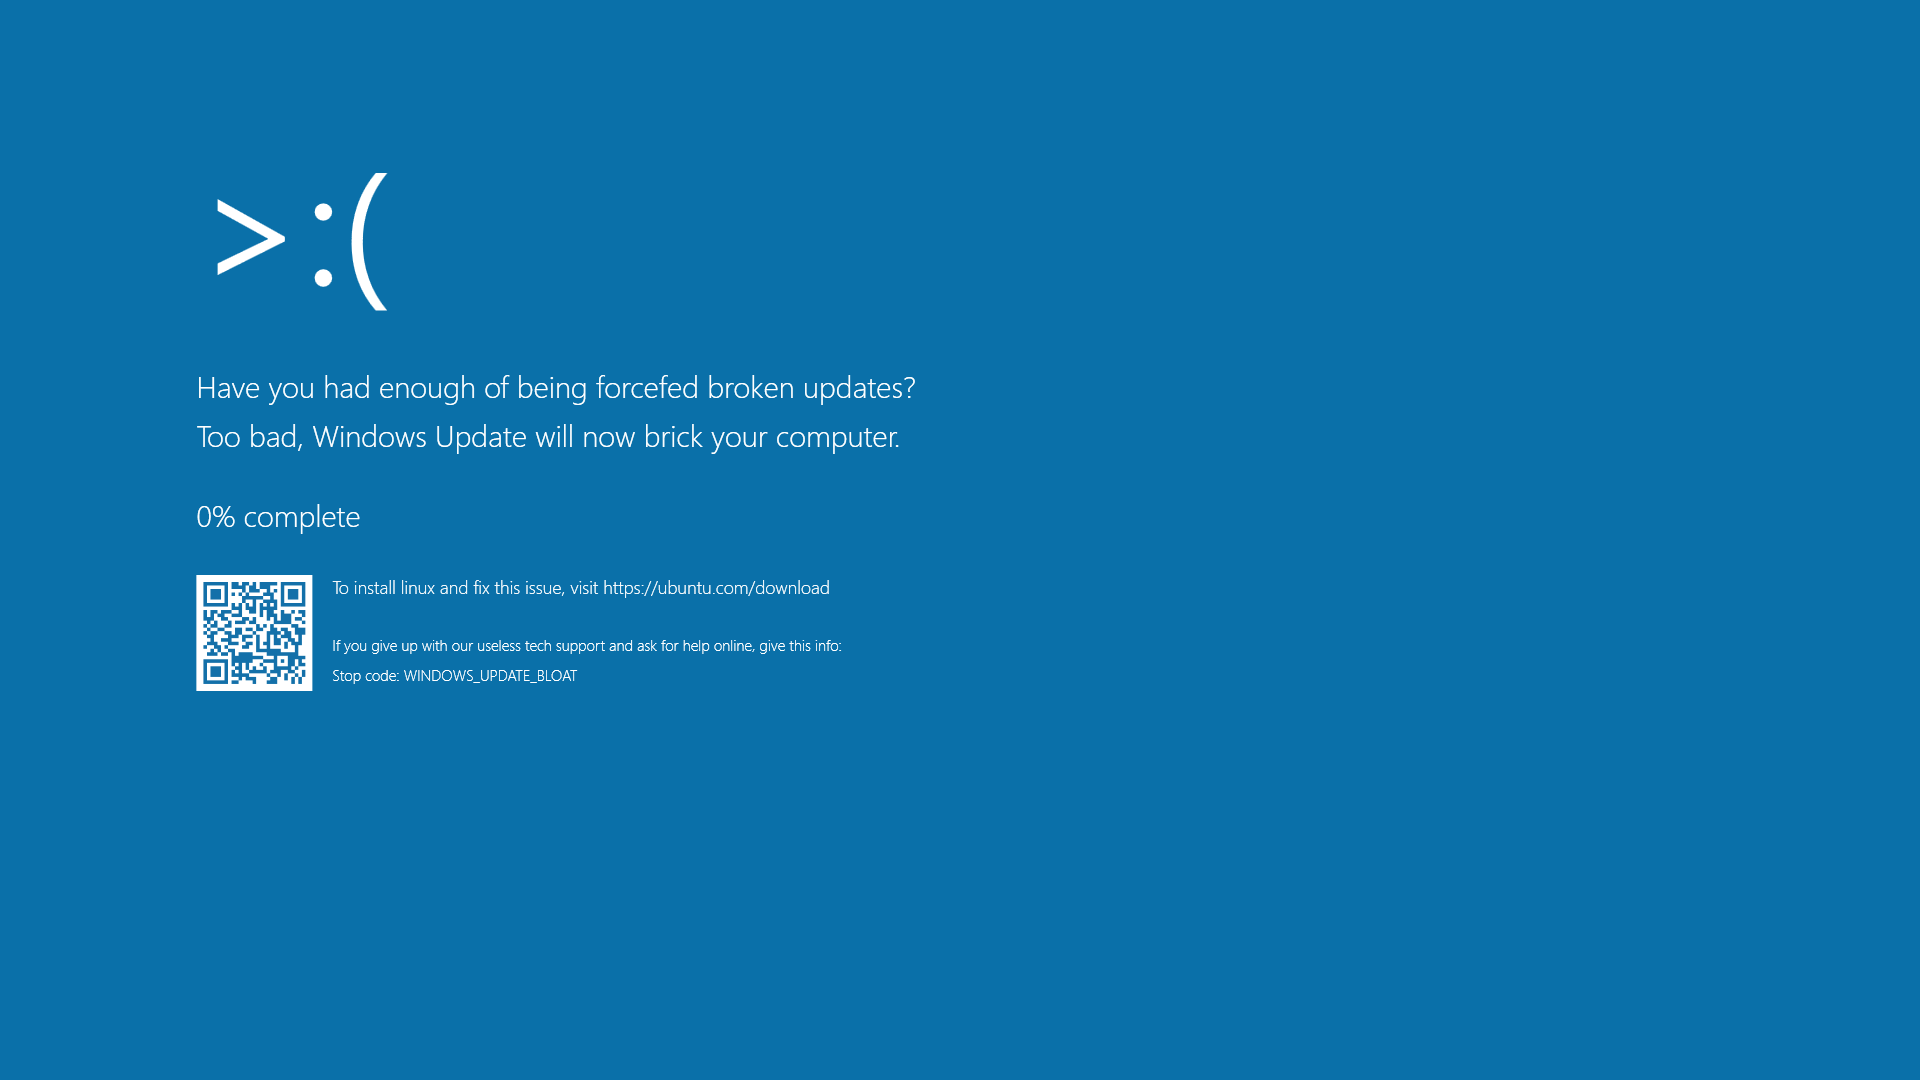 >:(
Have you had enough of being forcefed broken updates?
Too bad, Windows Update will now brick your computer.
0% complete
To install linux and fix this issue, visit https://ubuntu.com/download
If you give up with our useless tech support and ask for help online, give this info:
Stop code: WINDOWS_UPDATE_BLOAT